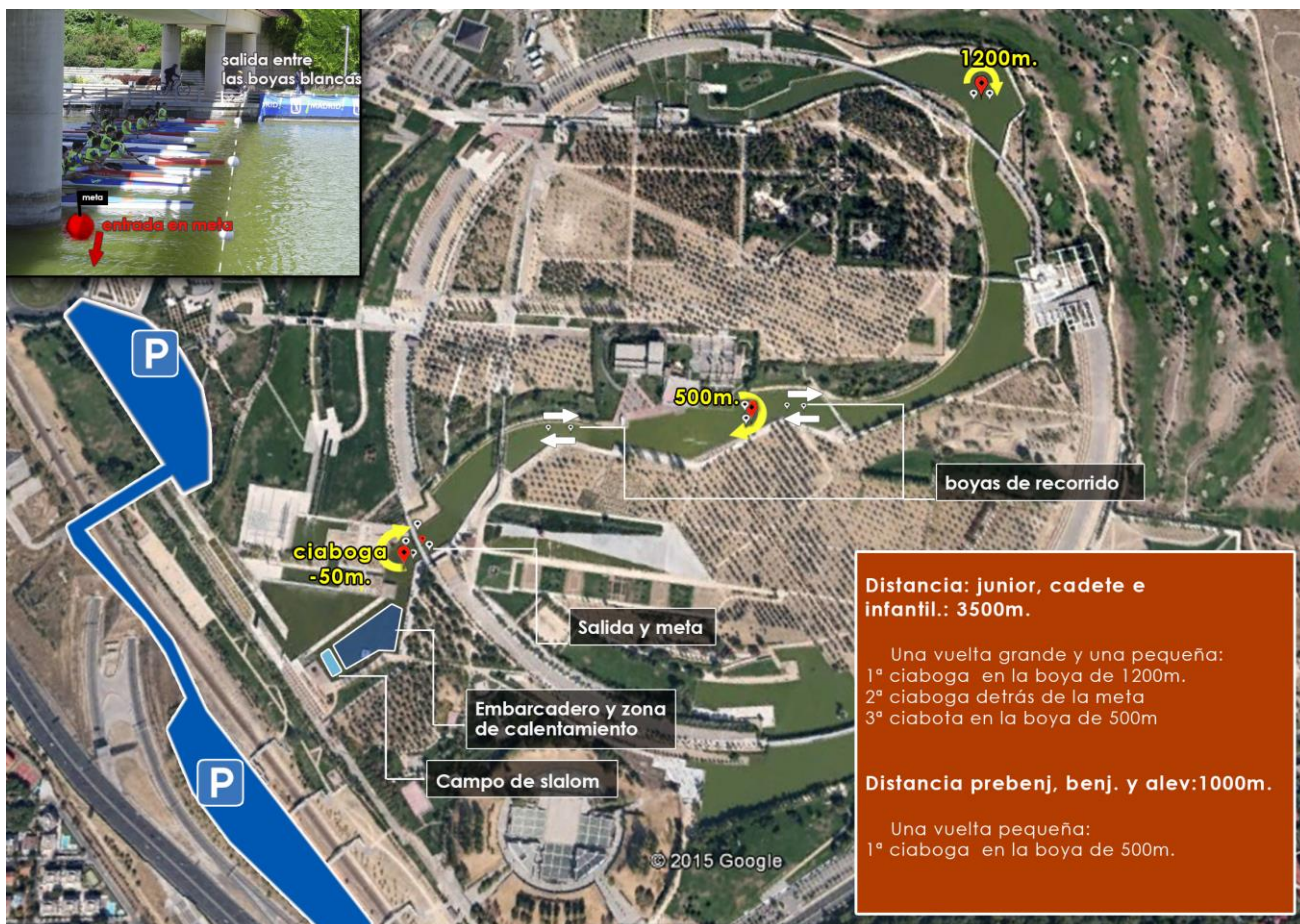 salida entre
las boyas blancas
MADRID
meta
entrada en meta
1200m.
P
500m.
boyas de recorrido
ciaboga
-50m.
Salida y meta
Embarcadero y zona
de calentamiento
Campo de slalom
P
© 2015 Google
Distancia: junior, cadete e
infantil.: 3500m.
Una vuelta grande y una pequeña:
1ª ciaboga en la boya de 1200m.
2ª ciaboga detrás de la meta
3ª ciabota en la boya de 500m
Distancia prebenj, benj. y alev:1000m.
Una vuelta pequeña:
1ª ciaboga en la boya de 500m.